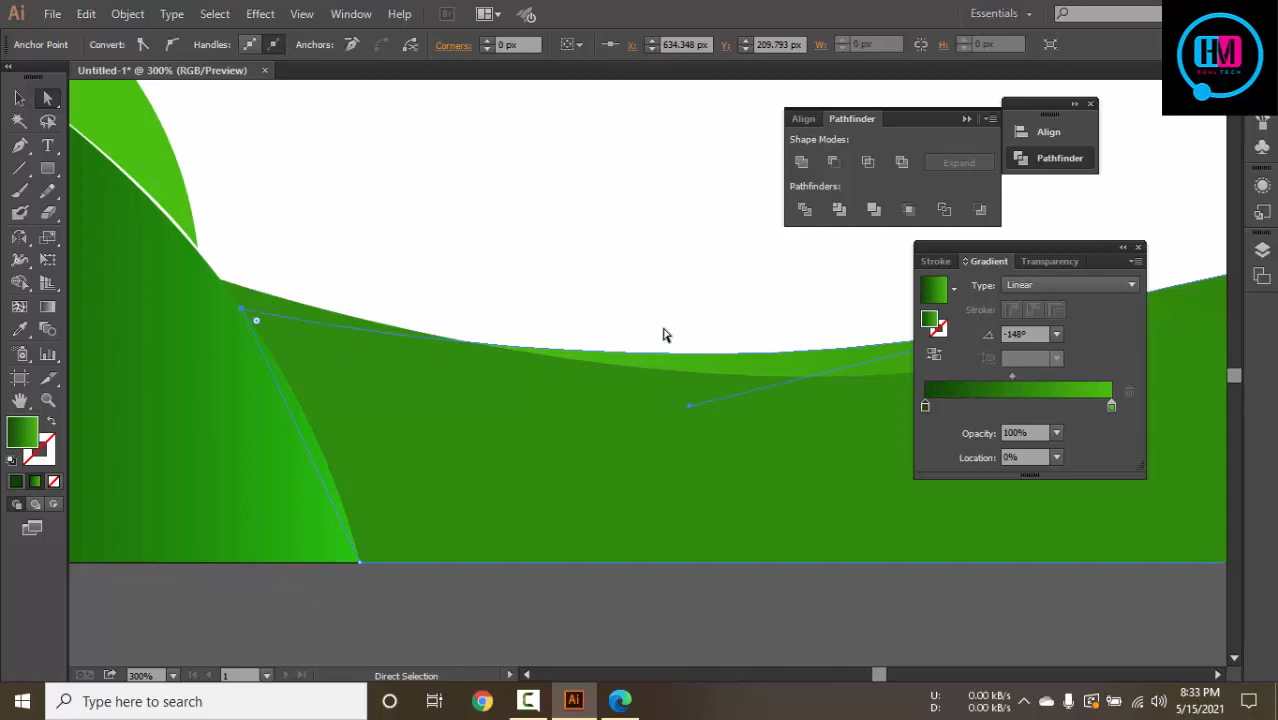 Ai File Edit Object Type Select Effect View Window Help Br Essentials
HM
REALTECH
Anchor Point Convert: Handles: Anchors: Corners: 0 px X: 634.348 px Y: 209.793 px W: 0 px H: 0 px
Untitled-1* @ 300% (RGB/Preview) ×
Align Pathfinder
Shape Modes:
Expand
Pathfinders:
Align
Pathfinder
Stroke Gradient Transparency
Type: Linear
Stroke:
-148°
Opacity: 100%
Location: 0%
300% 1 Direct Selection
Type here to search
U: 0.00 kB/s
D: 0.00 kB/s
8:33 PM
5/15/2021